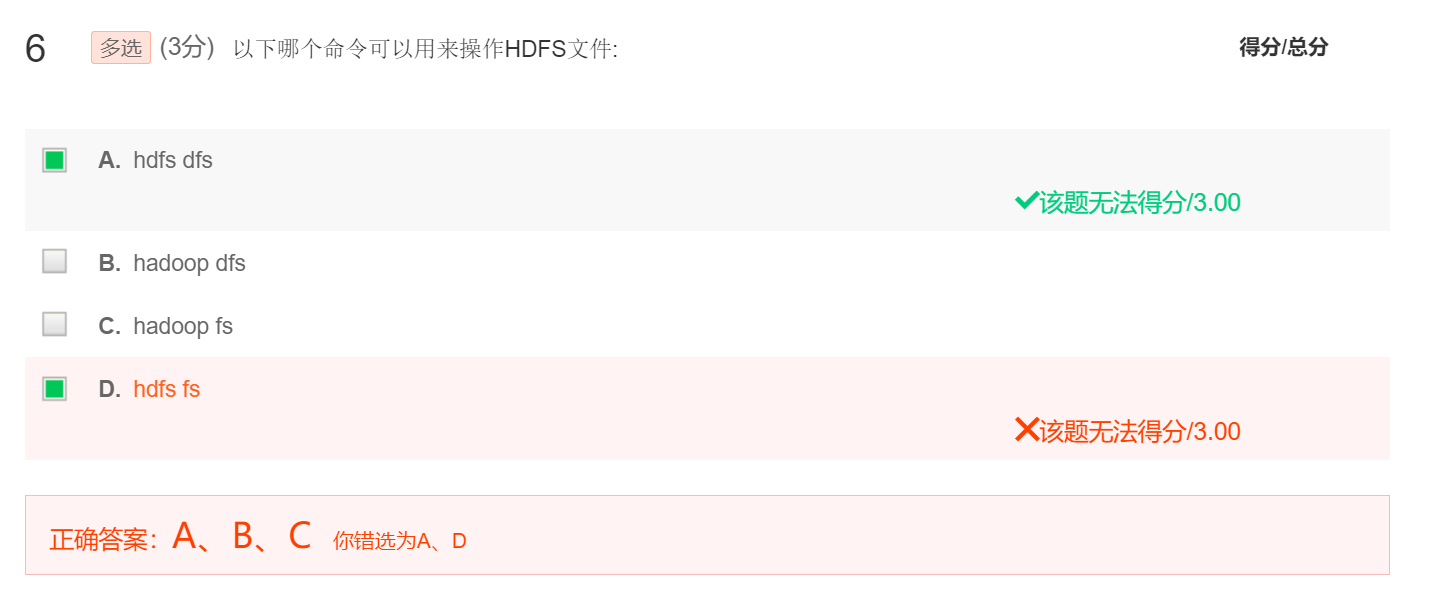 6 多选 (3分) 以下哪个命令可以用来操作HDFS文件: 得分/总分
A. hdfs dfs
该题无法得分/3.00
B. hadoop dfs
C. hadoop fs
D. hdfs fs
该题无法得分/3.00
正确答案：A、B、C 你错选为A、D